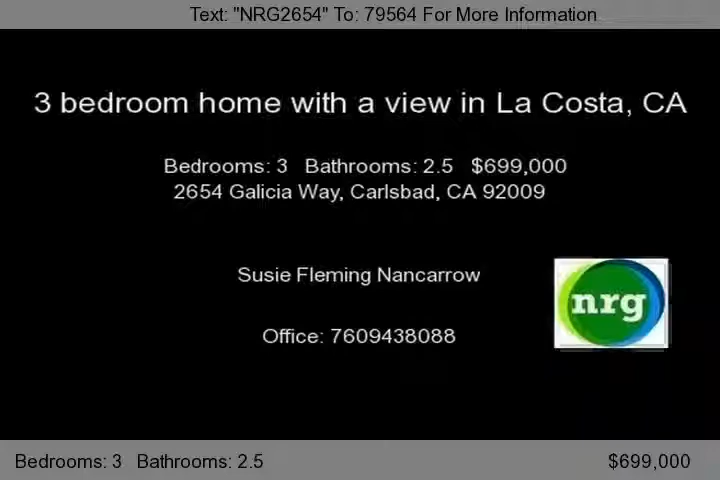 Text: "NRG2654" To: 79564 For More Information
3 bedroom home with a view in La Costa, CA
Bedrooms: 3 Bathrooms: 2.5 $699,000
2654 Galicia Way, Carlsbad, CA 92009
Susie Fleming Nancarrow
nrg
Office: 7609438088
Bedrooms: 3 Bathrooms: 2.5 $699,000